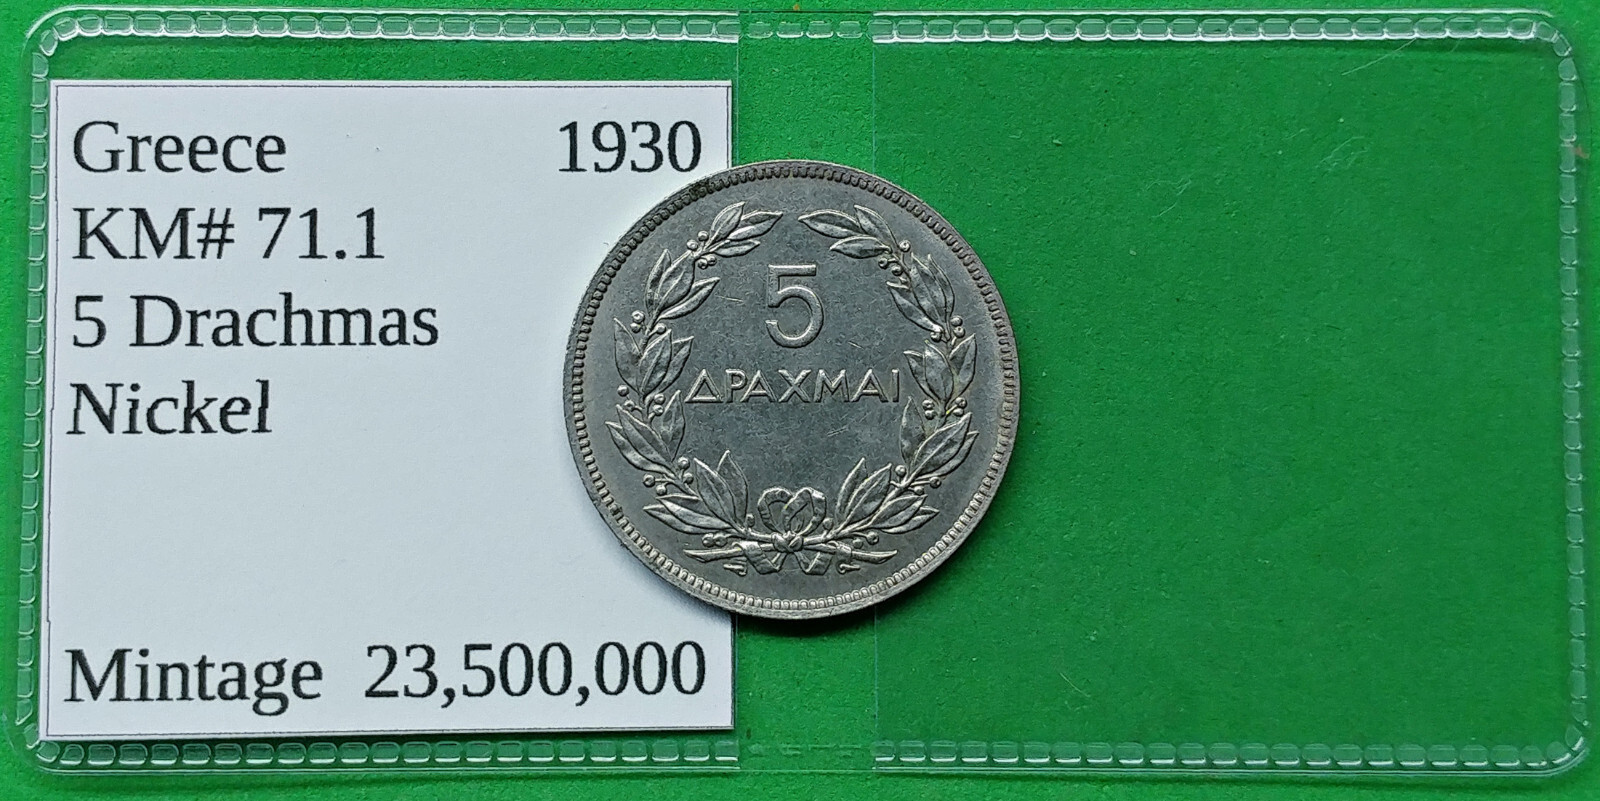 Greece 1930
KM# 71.1
5 Drachmas
Nickel
Mintage 23,500,000
5
ΔΡΑΧΜΑΙ